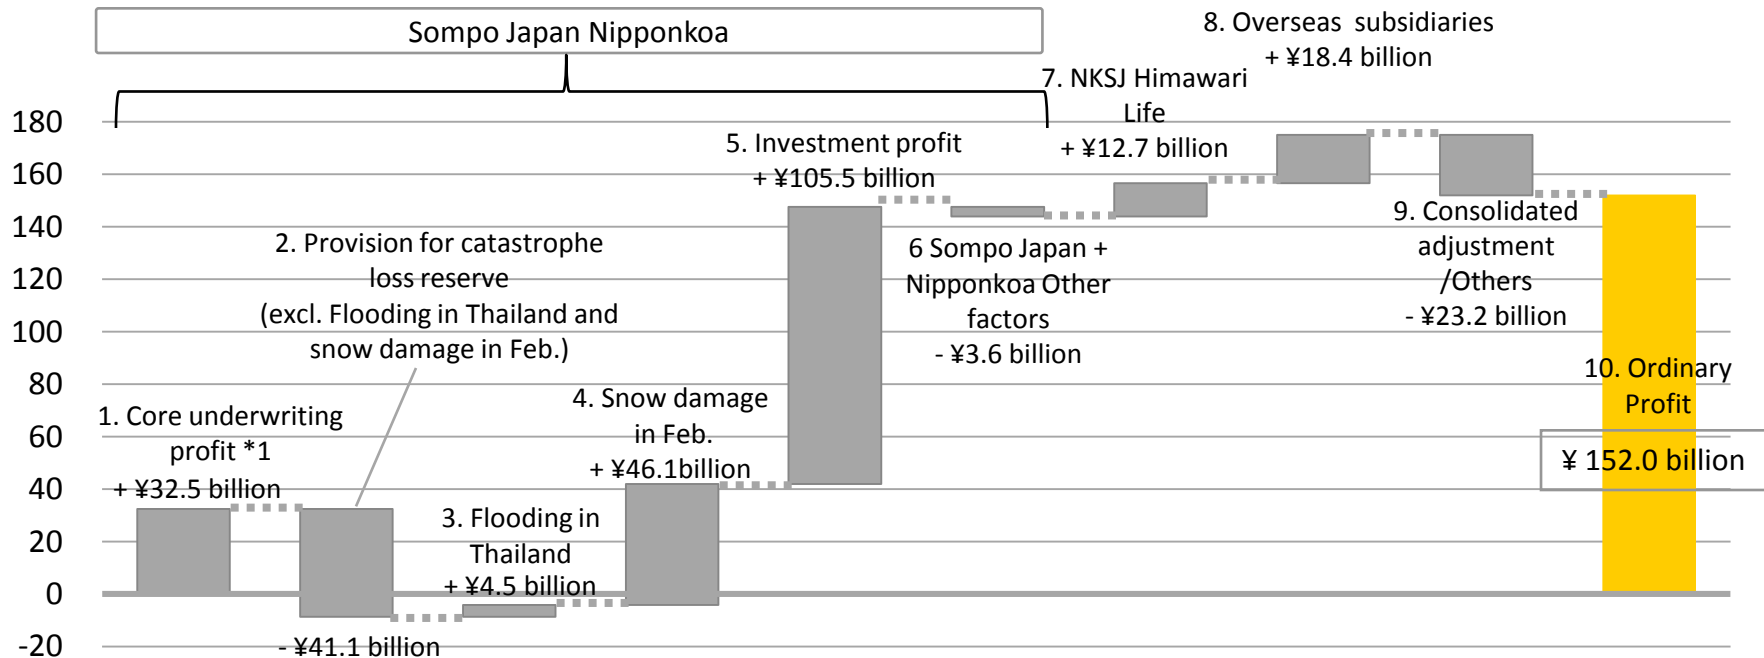 Sompo Japan Nipponkoa
8. Overseas  subsidiaries
+ ¥18.4 billion
7. NKSJ Himawari
Life
+ ¥12.7 billion
5. Investment profit
+ ¥105.5 billion
2. Provision for catastrophe
loss reserve
(excl. Flooding in Thailand and
snow damage in Feb.)
6 Sompo Japan +
Nipponkoa Other
factors
- ¥3.6 billion
9. Consolidated
adjustment
/Others
- ¥23.2 billion
1. Core underwriting
profit *1
+ ¥32.5 billion
4. Snow damage
in Feb.
+ ¥46.1billion
3. Flooding in
Thailand
+ ¥4.5 billion
- ¥41.1 billion
10. Ordinary
Profit
¥ 152.0 billion
180
160
140
120
100
80
60
40
20
0
-20